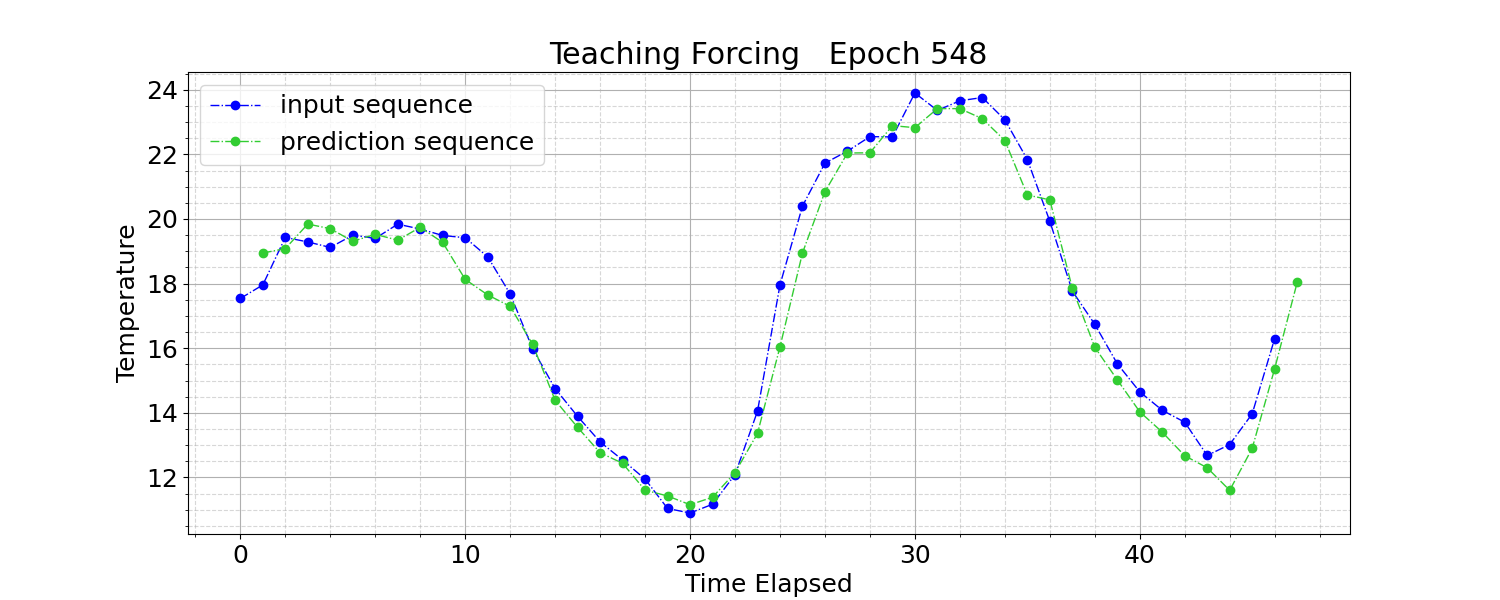 Teaching Forcing   Epoch 548
input sequence
prediction sequence
24
22
20
18
16
14
12
Temperature
0 10 20 30 40
Time Elapsed